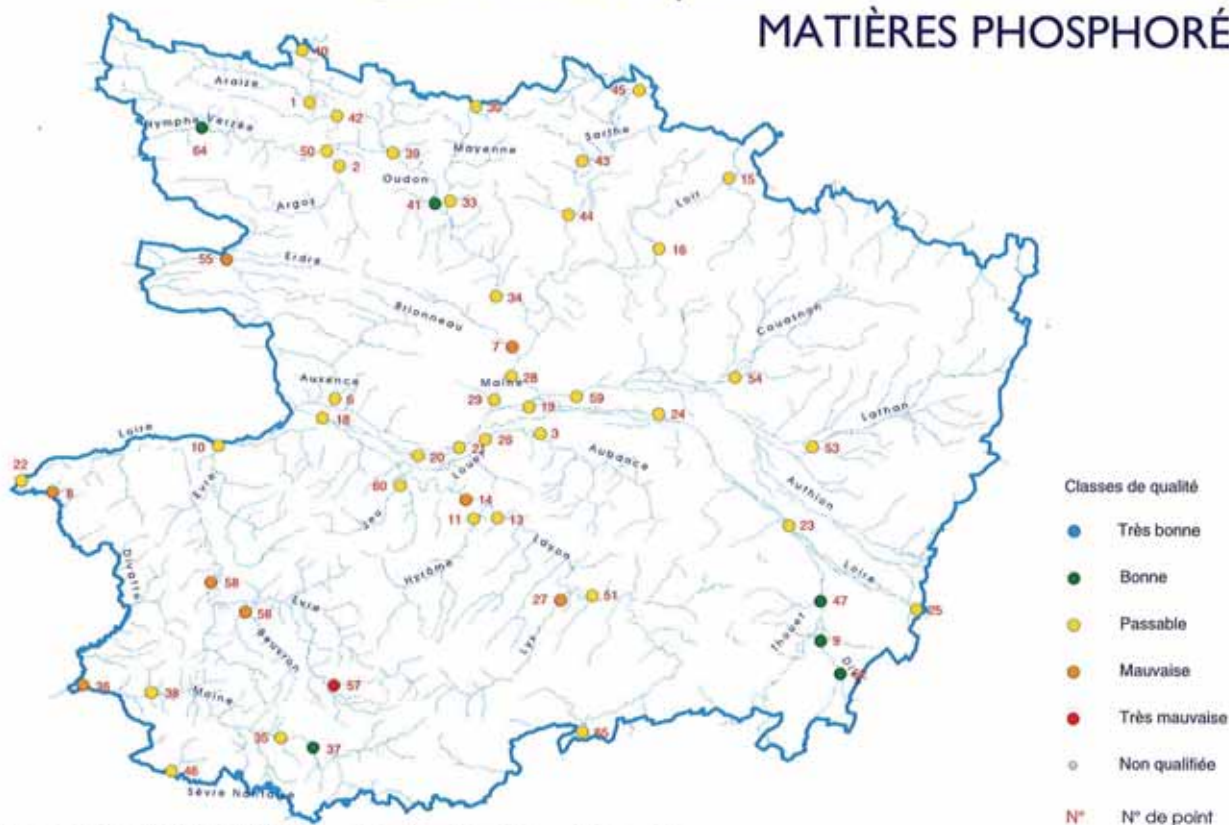 MATIÈRES PHOSPHORÉ
40
Araize
45
1
42
30
Nymphe Verzée
64
Sarthe
50
39
Mayenne
43
2
Oudon
15
Argos
41
33
44
Loir
16
55
Erdre
34
Brionneau
Couasnon
7
28
54
Auxence
Maine
6
29
59
18
19
24
Lathan
Loire
10
20
21
26
3
53
Louet
Aubance
22
8
60
Authion
Evre
Jeu
14
11
13
23
Layon
Hyrôme
Loire
Divatte
58
27
51
47
25
58
Evre
Lys
Thouet
9
Beuvron
57
36
38
Moine
35
37
65
46
Sèvre Nantaise
Classes de qualité
Très bonne
Bonne
Passable
Mauvaise
Très mauvaise
Non qualifiée
N° N° de point